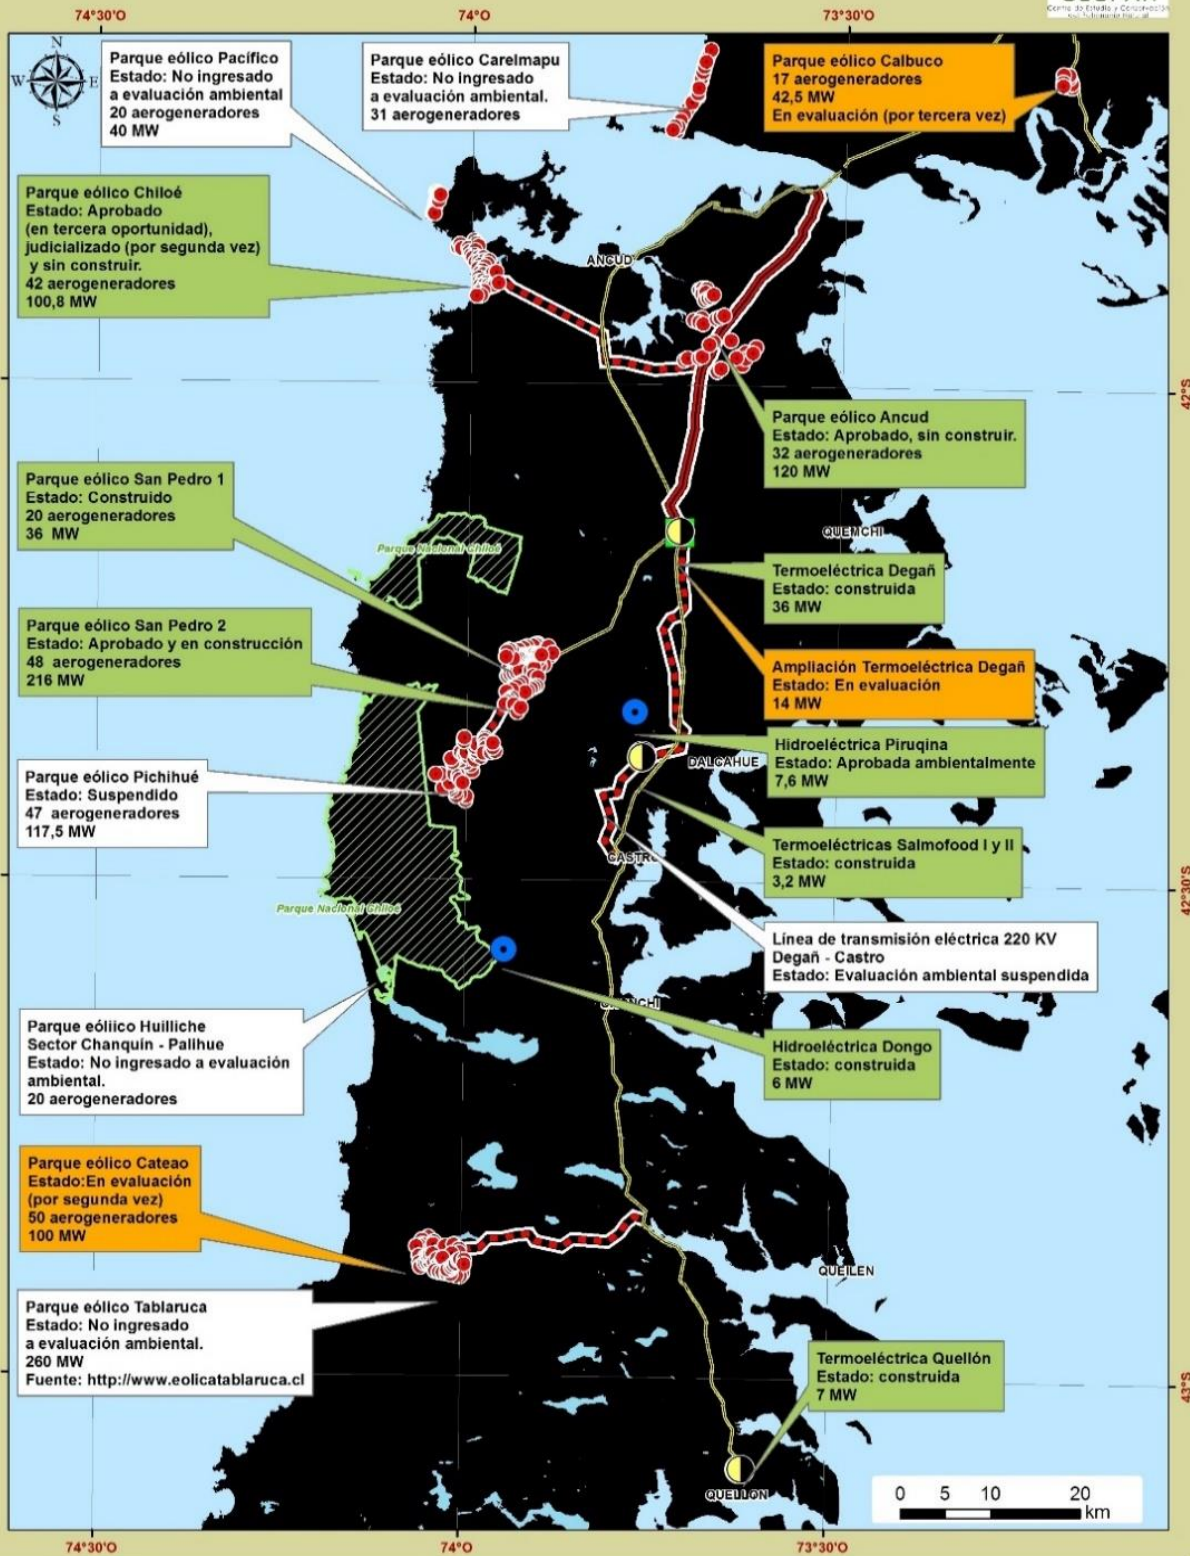 74°30'O
74°O
73°30'O
N
W
E
S
Parque eólico Pacífico
Estado: No ingresado
a evaluación ambiental
20 aerogeneradores
40 MW
Parque eólico Carelmapu
Estado: No ingresado
a evaluación ambiental.
31 aerogeneradores
Parque eólico Calbuco
17 aerogeneradores
42,5 MW
En evaluación (por tercera vez)
Parque eólico Chiloé
Estado: Aprobado
(en tercera oportunidad),
judicializado (por segunda vez)
y sin construir.
42 aerogeneradores
100,8 MW
ANCUD
42°S
Parque eólico Ancud
Estado: Aprobado, sin construir.
32 aerogeneradores
120 MW
Parque eólico San Pedro 1
Estado: Construido
20 aerogeneradores
36 MW
QUEMCHI
Parque Nacional Chiloé
Termoeléctrica Degañ
Estado: construida
36 MW
Parque eólico San Pedro 2
Estado: Aprobado y en construcción
48 aerogeneradores
216 MW
Ampliación Termoeléctrica Degañ
Estado: En evaluación
14 MW
Hidroeléctrica Piruqina
Estado: Aprobada ambientalmente
7,6 MW
DALCAHUE
Parque eólico Pichihué
Estado: Suspendido
47 aerogeneradores
117,5 MW
Termoeléctricas Salmofood I y II
Estado: construida
3,2 MW
CASTRO
42°30'S
Parque Nacional Chiloé
Línea de transmisión eléctrica 220 KV
Degañ - Castro
Estado: Evaluación ambiental suspendida
Parque eóliico Huilliche
Sector Chanquín - Palihue
Estado: No ingresado a evaluación
ambiental.
20 aerogeneradores
Hidroeléctrica Dongo
Estado: construida
6 MW
Parque eólico Cateao
Estado:En evaluación
(por segunda vez)
50 aerogeneradores
100 MW
QUEILEN
Parque eólico Tablaruca
Estado: No ingresado
a evaluación ambiental.
260 MW
Fuente: http://www.eolicatablaruca.cl
Termoeléctrica Quellón
Estado: construida
7 MW
43°S
QUELLON
0 5 10 20
km
74°30'O
74°O
73°30'O